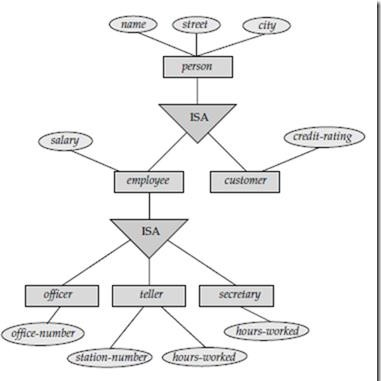 name street city
person
ISA
salary credit-rating
employee customer
ISA
officer teller secretary
office-number hours-worked
station-number hours-worked